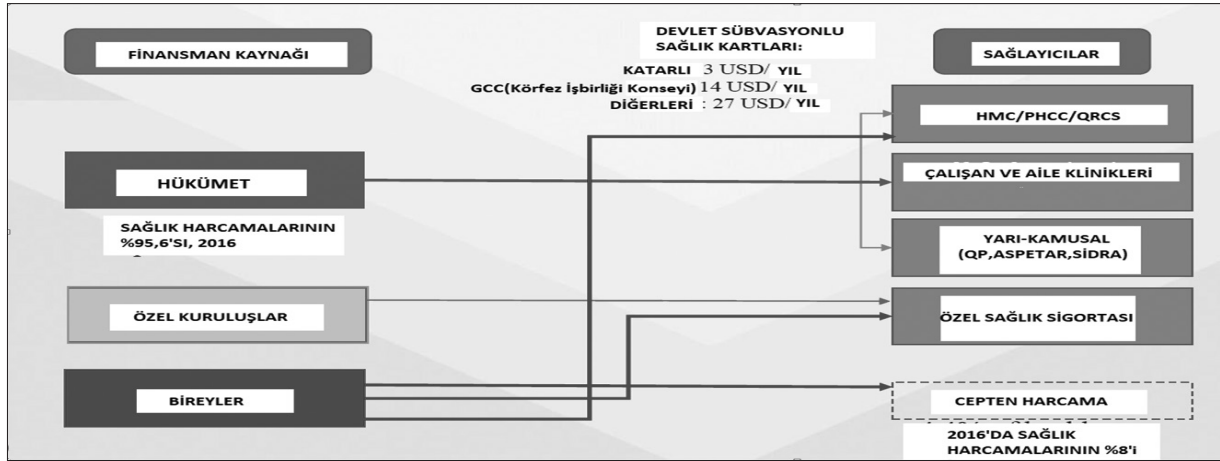 FİNANSMAN KAYNAĞI
DEVLET SÜBVASYONLU
SAĞLIK KARTLARI:
KATARLI 3 USD/ YIL
GCC(Körfez İşbirliği Konseyi) 14 USD/ YIL
DİĞERLERİ : 27 USD/ YIL
SAĞLAYICILAR
HMC/PHCC/QRCS
HÜKÜMET
SAĞLIK HARCAMALARININ
%95,6'SI, 2016
ÇALIŞAN VE AİLE KLİNİKLERİ
YARI-KAMUSAL
(QP,ASPETAR,SİDRA)
ÖZEL KURULUŞLAR
ÖZEL SAĞLIK SİGORTASI
BİREYLER
CEPTEN HARCAMA
2016'DA SAĞLIK
HARCAMALARININ %8'i